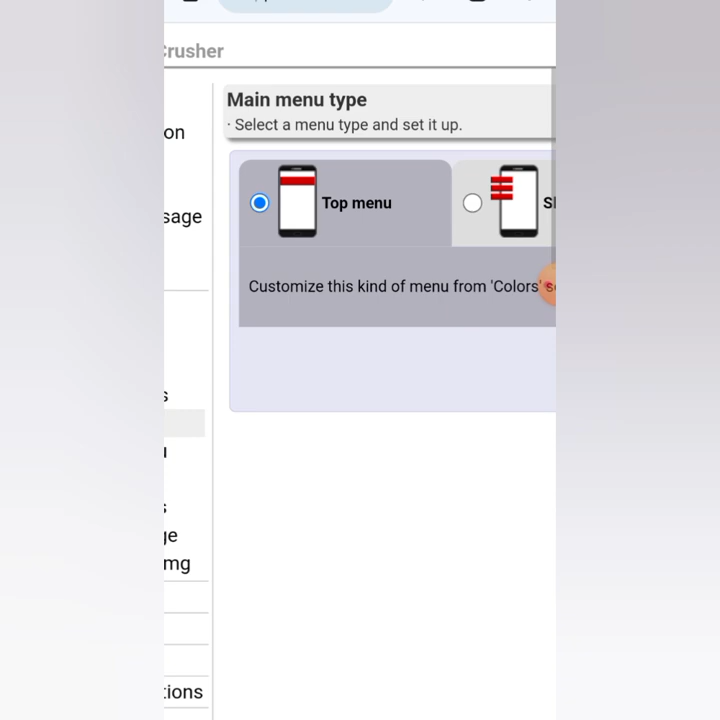 Crusher
Main menu type
· Select a menu type and set it up.
Top menu
Customize this kind of menu from 'Colors'
on
sage
s
u
s
ge
mg
tions